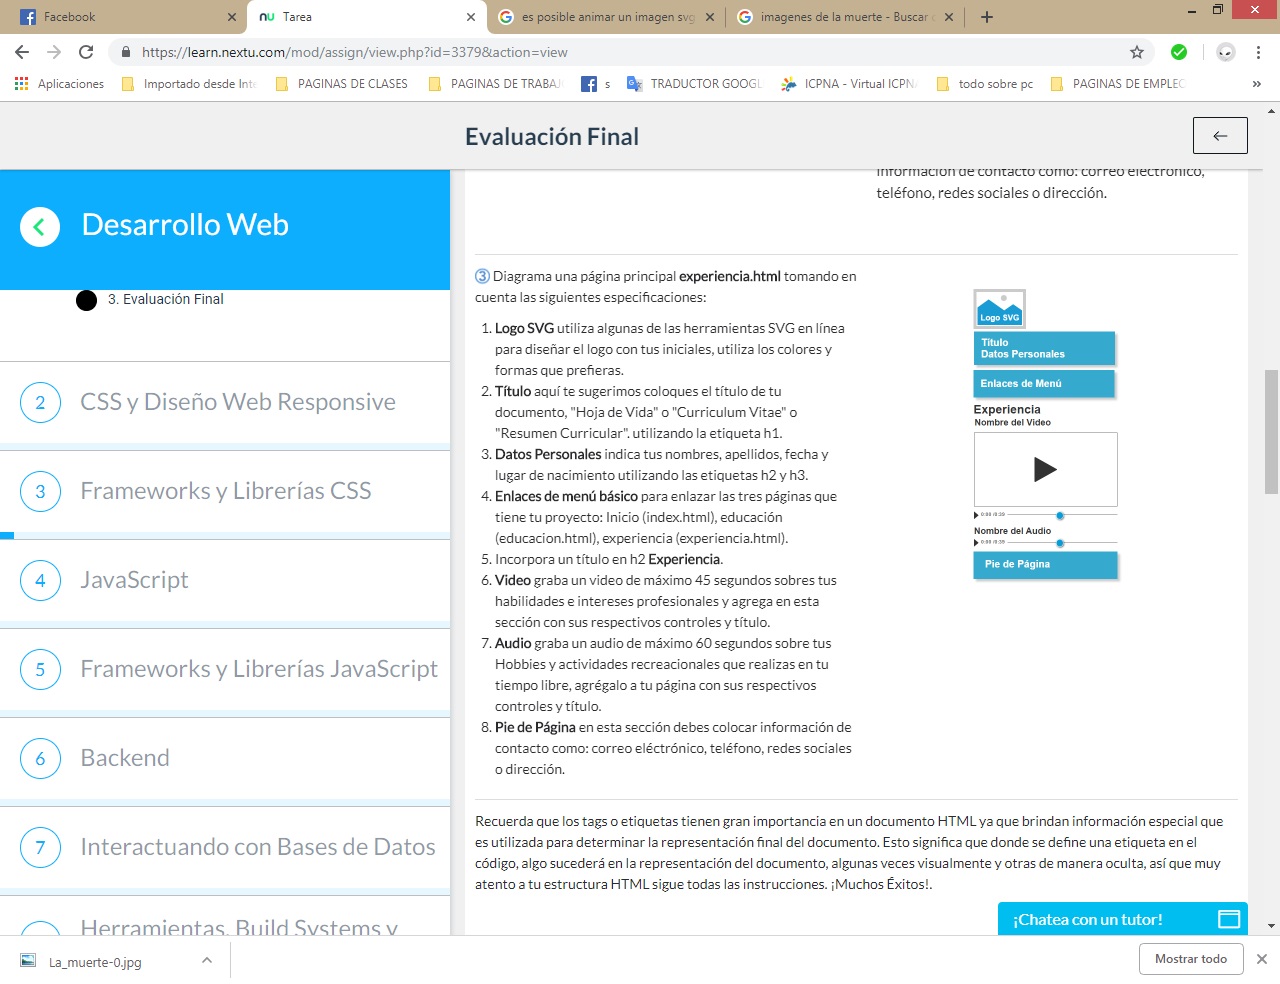 Facebook
nu Tarea
es posible animar un imagen svg
imagenes de la muerte - Buscar
https://learn.nextu.com/mod/assign/view.php?id=3379&action=view
Aplicaciones
Importado desde Inte
PAGINAS DE CLASES
PAGINAS DE TRABAJ
s
TRADUCTOR GOOGL
ICPNA - Virtual ICPN
todo sobre pc
PAGINAS DE EMPLEC
»
Evaluación Final
información de contacto como: correo electrónico,
teléfono, redes sociales o dirección.
Desarrollo Web
3. Evaluación Final
2 CSS y Diseño Web Responsive
3 Frameworks y Librerías CSS
4 JavaScript
5 Frameworks y Librerías JavaScript
6 Backend
7 Interactuando con Bases de Datos
Herramientas, Build Systems y
3 Diagrama una página principal experiencia.html tomando en
cuenta las siguientes especificaciones:
1. Logo SVG utiliza algunas de las herramientas SVG en línea
para diseñar el logo con tus iniciales, utiliza los colores y
formas que prefieras.
2. Título aquí te sugerimos coloques el título de tu
documento, "Hoja de Vida" o "Curriculum Vitae" o
"Resumen Curricular". utilizando la etiqueta h1.
3. Datos Personales indica tus nombres, apellidos, fecha y
lugar de nacimiento utilizando las etiquetas h2 y h3.
4. Enlaces de menú básico para enlazar las tres páginas que
tiene tu proyecto: Inicio (index.html), educación
(educacion.html), experiencia (experiencia.html).
5. Incorpora un título en h2 Experiencia.
6. Video graba un video de máximo 45 segundos sobres tus
habilidades e intereses profesionales y agrega en esta
sección con sus respectivos controles y título.
7. Audio graba un audio de máximo 60 segundos sobre tus
Hobbies y actividades recreacionales que realizas en tu
tiempo libre, agrégalo a tu página con sus respectivos
controles y título.
8. Pie de Página en esta sección debes colocar información de
contacto como: correo eléctrónico, teléfono, redes sociales
o dirección.
Logo SVG
Titulo
Datos Personales
Enlaces de Menú
Experiencia
Nombre del Video
0:00 /0:39
Nombre del Audio
0:00 /0:39
Pie de Página
Recuerda que los tags o etiquetas tienen gran importancia en un documento HTML ya que brindan información especial que
es utilizada para determinar la representación final del documento. Esto significa que donde se define una etiqueta en el
código, algo sucederá en la representación del documento, algunas veces visualmente y otras de manera oculta, así que muy
atento a tu estructura HTML sigue todas las instrucciones. ¡Muchos Éxitos!.
¡Chatea con un tutor!
La_muerte-0.jpg
Mostrar todo